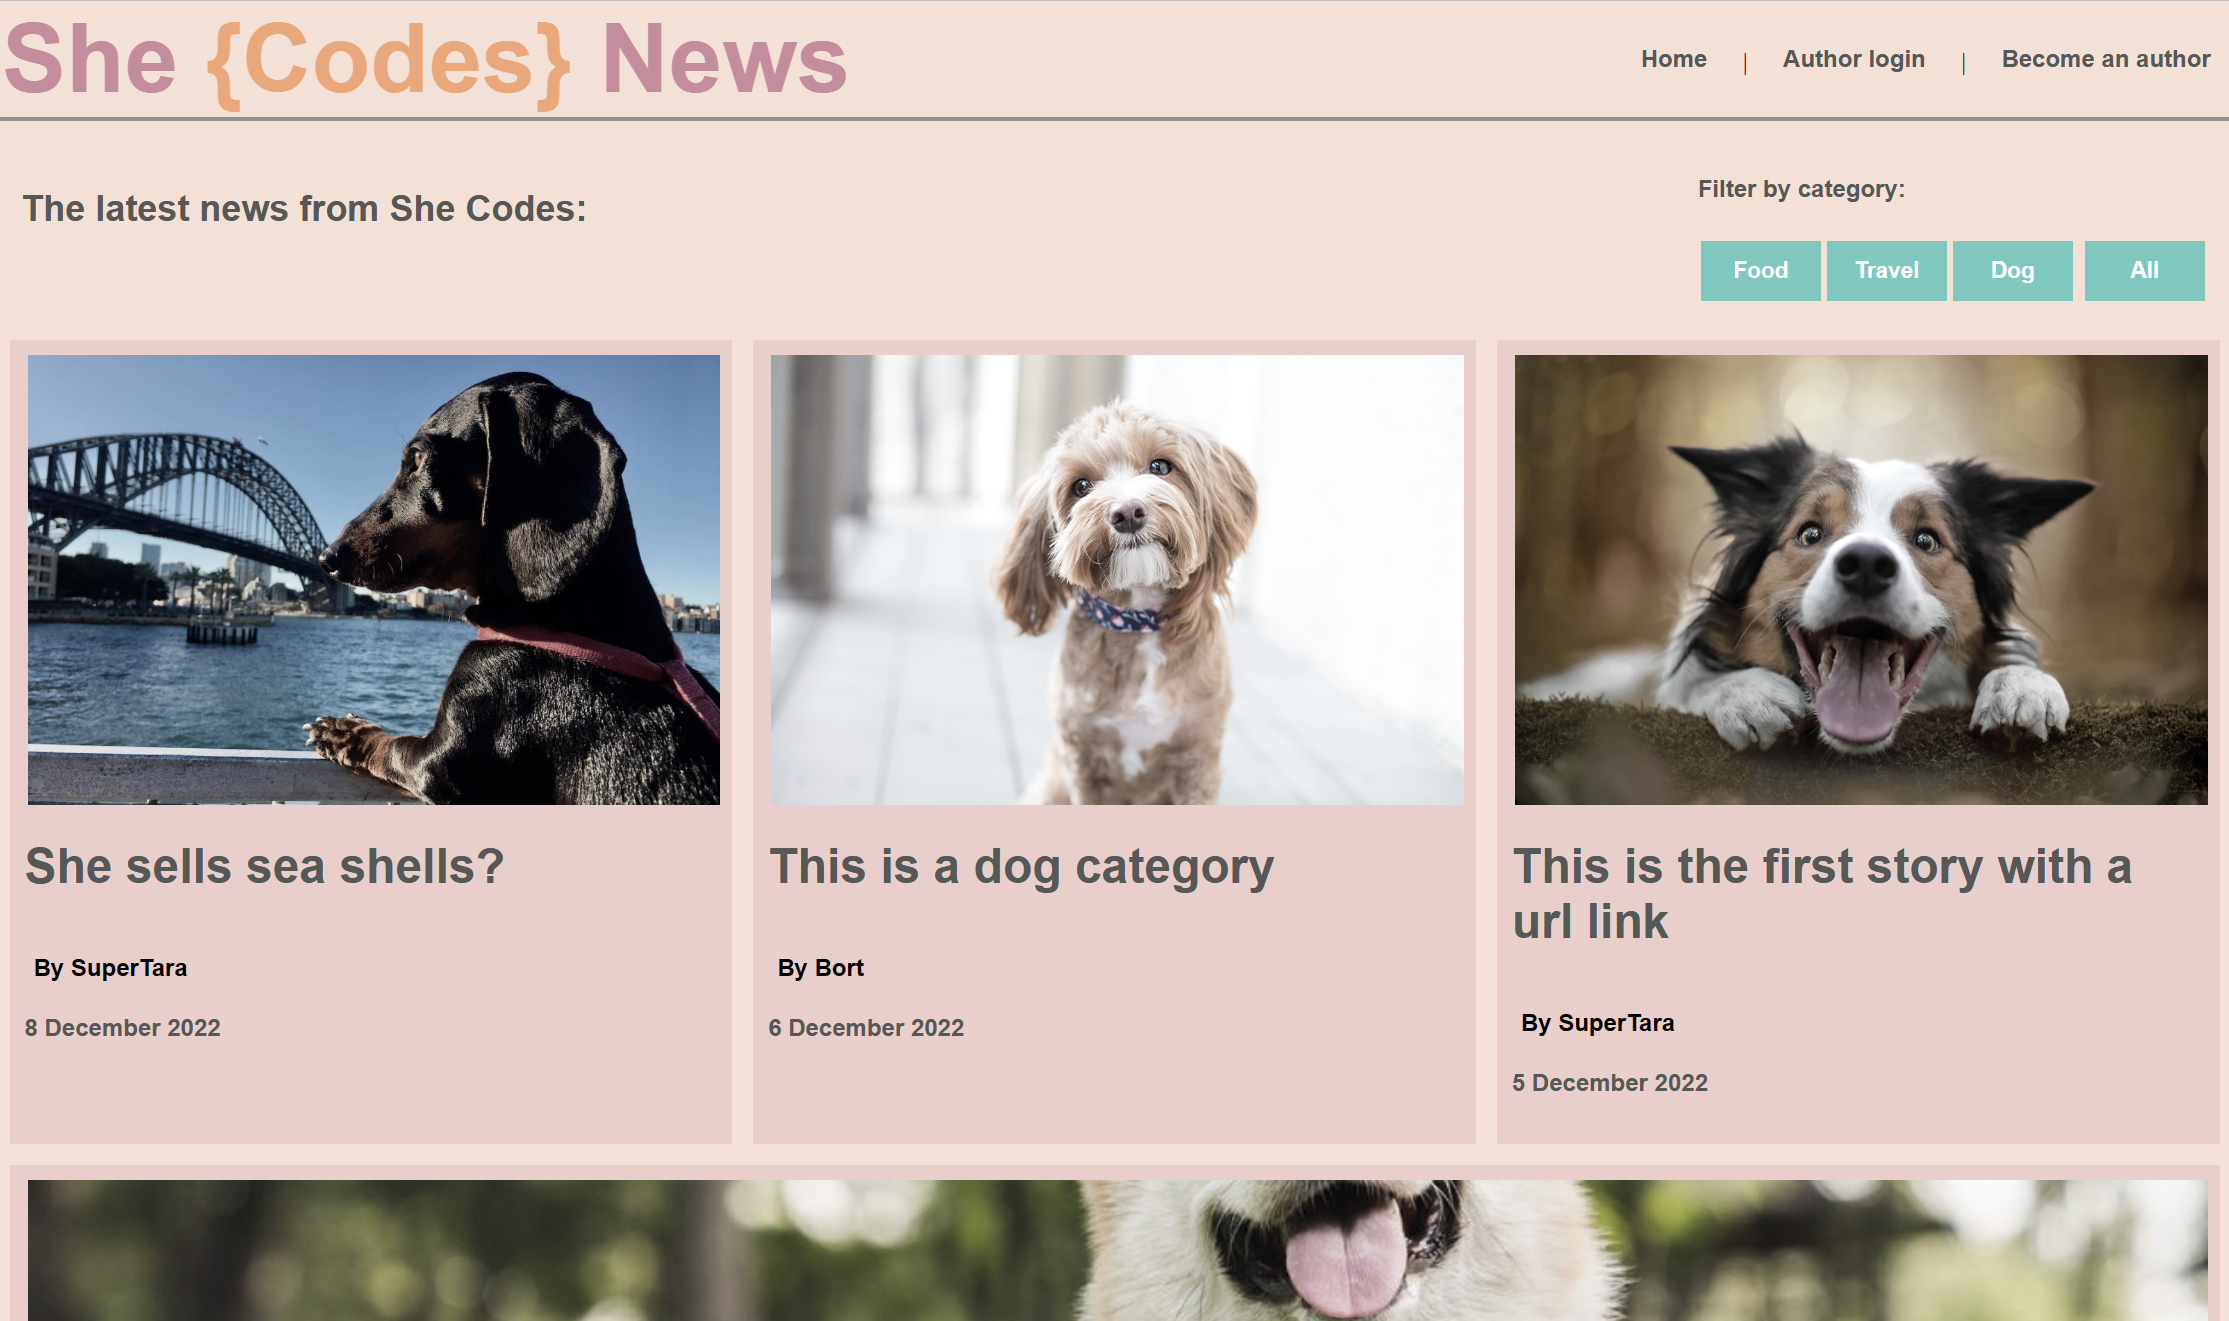 She {Codes} News
Home | Author login | Become an author
The latest news from She Codes:
Filter by category:
Food Travel Dog All
She sells sea shells?
By SuperTara
8 December 2022
This is a dog category
By Bort
6 December 2022
This is the first story with a
url link
By SuperTara
5 December 2022